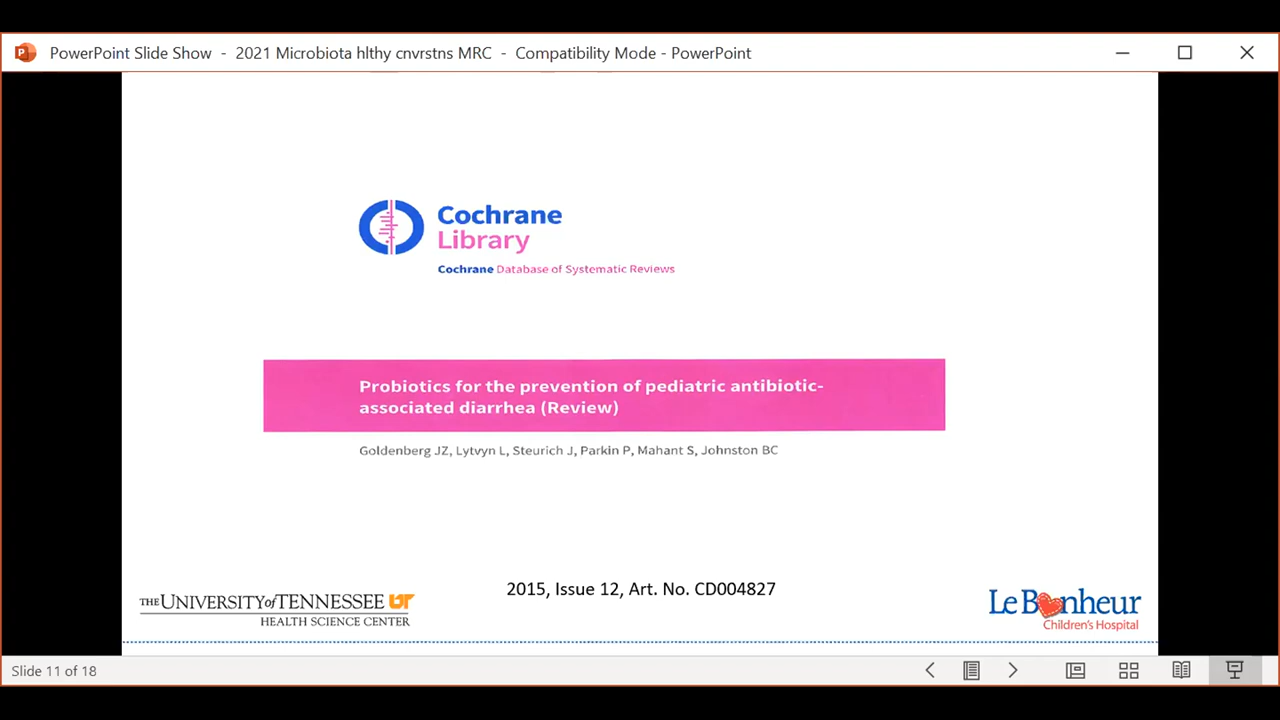 PowerPoint Slide Show - 2021 Microbiota hlthy cnvrstns MRC - Compatibility Mode - PowerPoint
Cochrane
Library
Cochrane Database of Systematic Reviews
Probiotics for the prevention of pediatric antibiotic-
associated diarrhea (Review)
Goldenberg JZ, Lytvyn L, Steurich J, Parkin P, Mahant S, Johnston BC
2015, Issue 12, Art. No. CD004827
THE UNIVERSITY of TENNESSEE UT
HEALTH SCIENCE CENTER
Le Bonheur
Children's Hospital
Slide 11 of 18